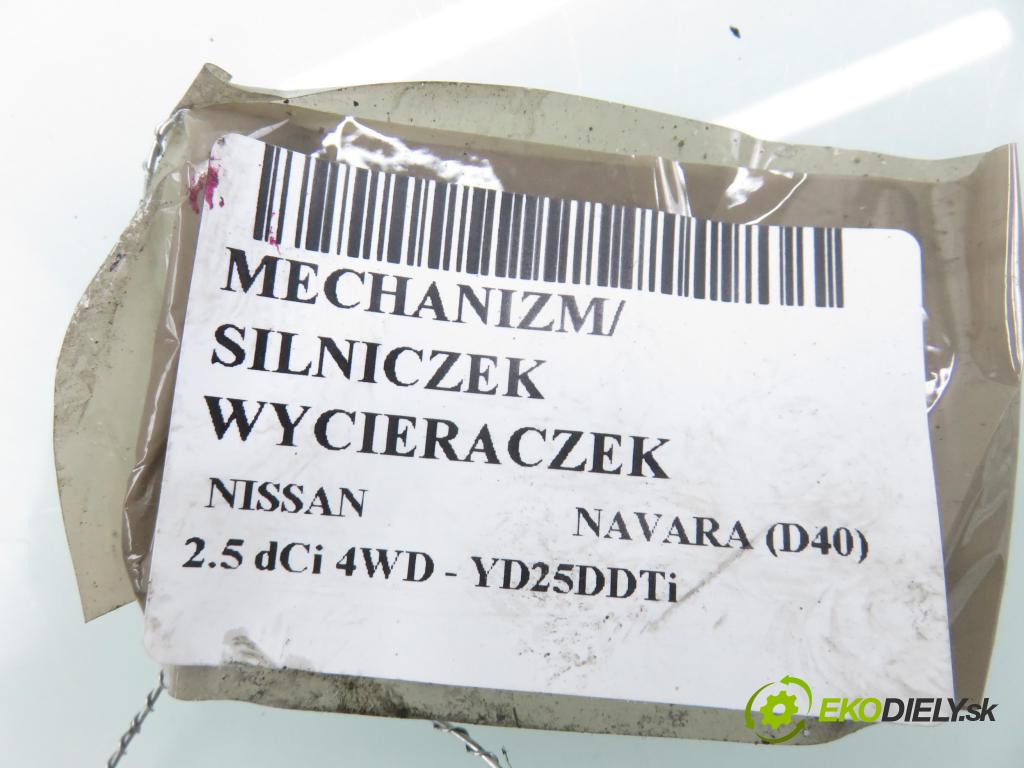 MECHANIZM/
SILNICZEK
WYCIERACZEK
NISSAN NAVARA (D40)
2.5 dCi 4WD - YD25DDTi
EKODIELY.sk